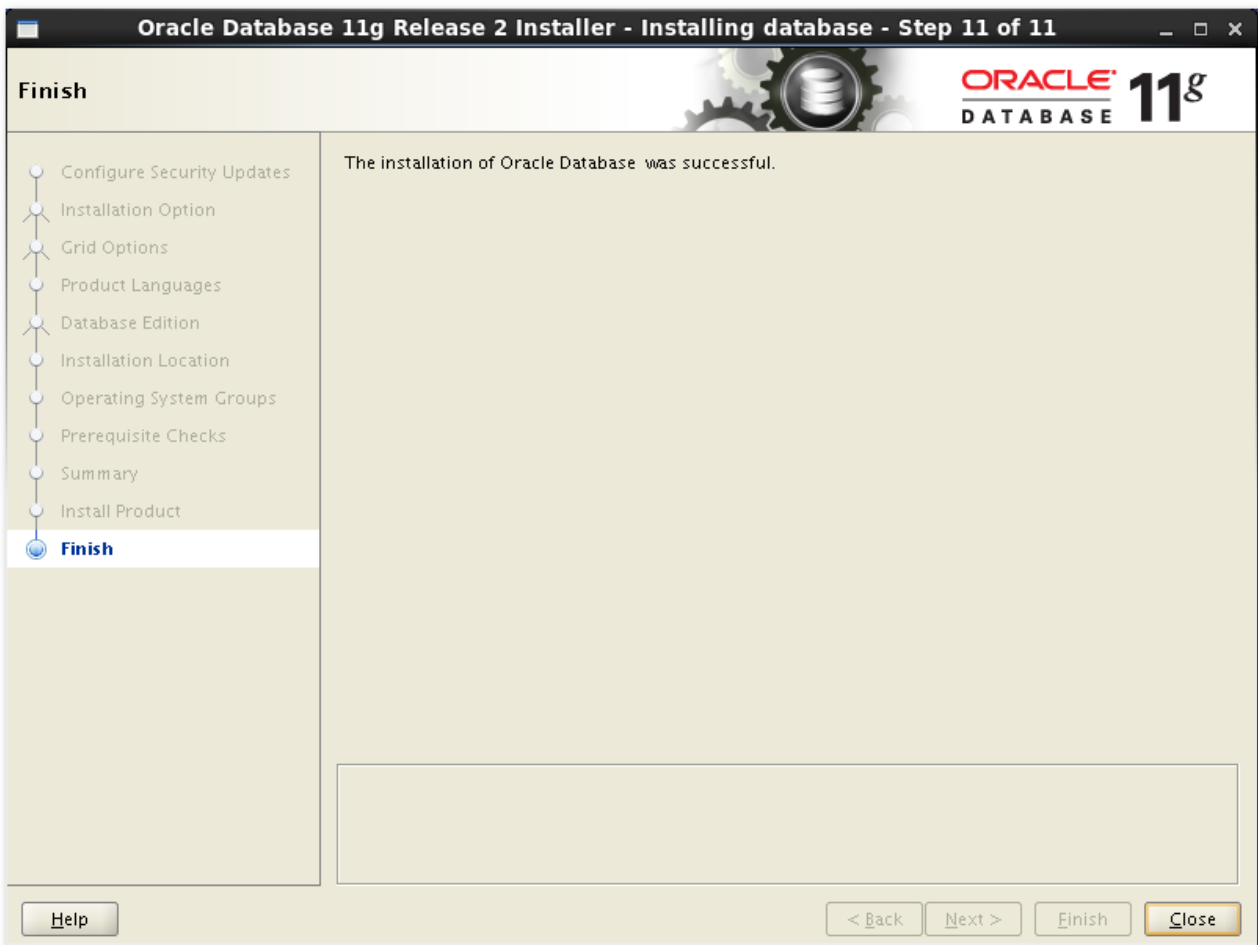 Oracle Database 11g Release 2 Installer - Installing database - Step 11 of 11
Finish
ORACLE DATABASE 11g
Configure Security Updates
Installation Option
Grid Options
Product Languages
Database Edition
Installation Location
Operating System Groups
Prerequisite Checks
Summary
Install Product
Finish
The installation of Oracle Database was successful.
Help
< Back
Next >
Finish
Close